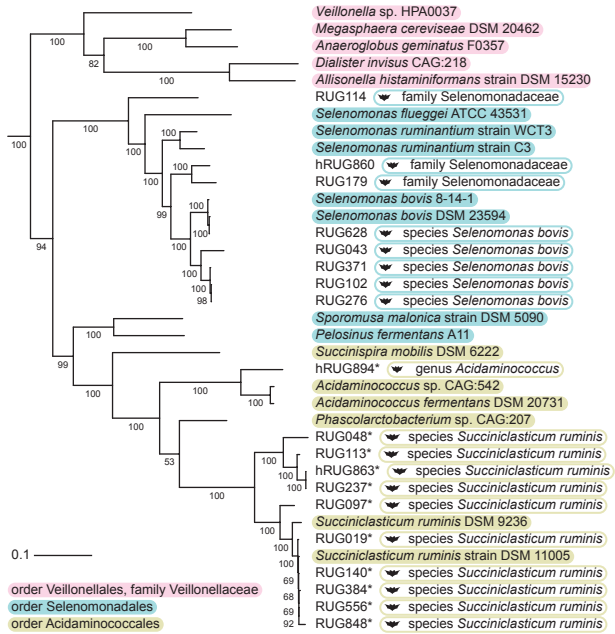 Veillonella sp. HPA0037
Megasphaera cereviseae DSM 20462
100
100
Anaeroglobus geminatus F0357
82
Dialister invisus CAG:218
100
Allisonella histaminiformans strain DSM 15230
RUG114 family Selenomonadaceae
100
Selenomonas flueggei ATCC 43531
100
Selenomonas ruminantium strain WCT3
100
100
Selenomonas ruminantium strain C3
100
hRUG860 family Selenomonadaceae
100
RUG179 family Selenomonadaceae
100
Selenomonas bovis 8-14-1
99
100
Selenomonas bovis DSM 23594
RUG628 species Selenomonas bovis
94
100
RUG043 species Selenomonas bovis
100
RUG371 species Selenomonas bovis
100
RUG102 species Selenomonas bovis
98
RUG276 species Selenomonas bovis
Sporomusa malonica strain DSM 5090
100
Pelosinus fermentans A11
99
Succinispira mobilis DSM 6222
hRUG894* genus Acidaminococcus
100
100
Acidaminococcus sp. CAG:542
100
Acidaminococcus fermentans DSM 20731
100
Phascolarctobacterium sp. CAG:207
RUG048* species Succiniclasticum ruminis
53
100
RUG113* species Succiniclasticum ruminis
100
hRUG863* species Succiniclasticum ruminis
100
100
RUG237* species Succiniclasticum ruminis
RUG097* species Succiniclasticum ruminis
100
Succiniclasticum ruminis DSM 9236
RUG019* species Succiniclasticum ruminis
100
0.1
Succiniclasticum ruminis strain DSM 11005
100
RUG140* species Succiniclasticum ruminis
69
order Veillonellales, family Veillonellaceae
RUG384* species Succiniclasticum ruminis
68
order Selenomonadales
RUG556* species Succiniclasticum ruminis
69
order Acidaminococcales
RUG848* species Succiniclasticum ruminis
92